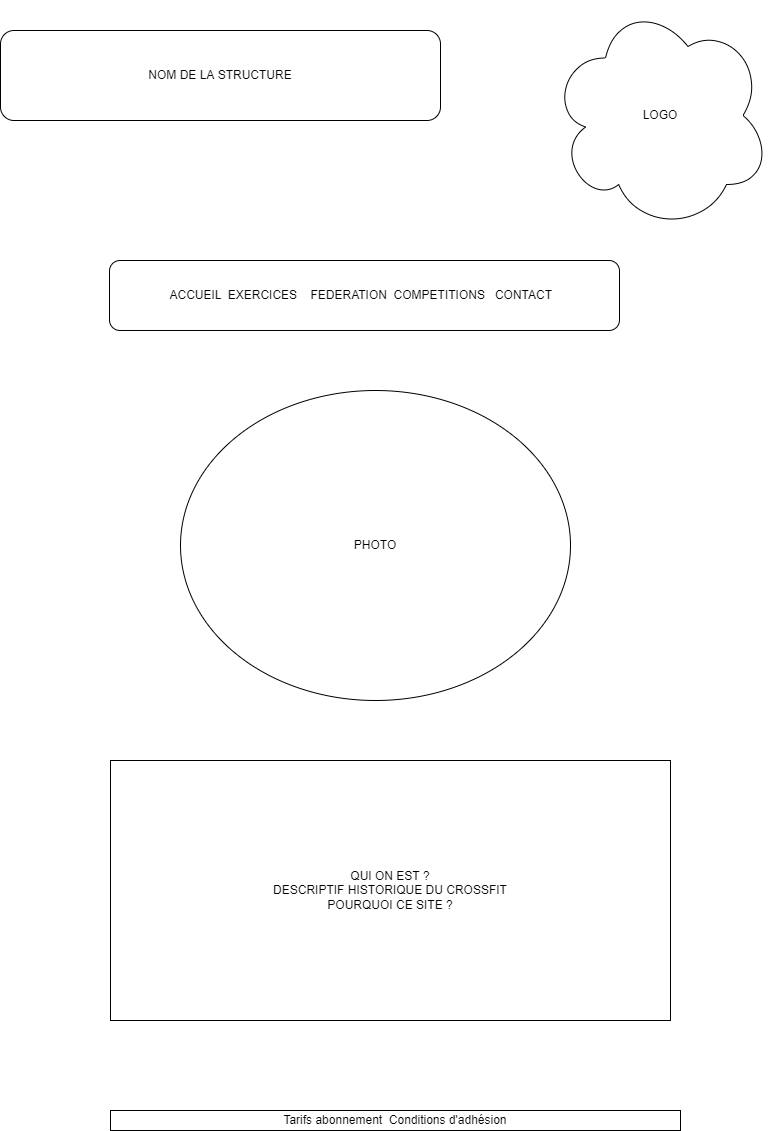 NOM DE LA STRUCTURE
LOGO
ACCUEIL  EXERCICES    FEDERATION  COMPETITIONS   CONTACT
PHOTO
QUI ON EST ?
DESCRIPTIF HISTORIQUE DU CROSSFIT
POURQUOI CE SITE ?
Tarifs abonnement  Conditions d'adhésion